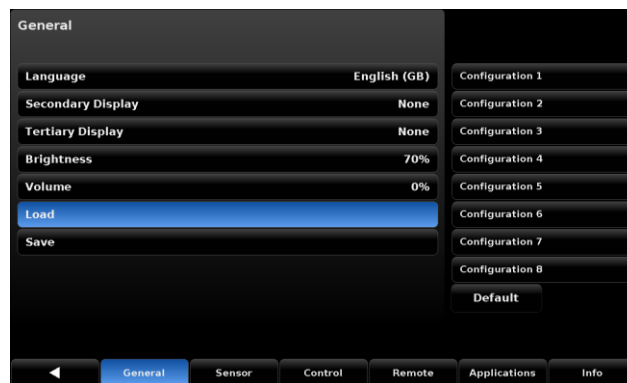 General
Language English (GB)
Secondary Display None
Tertiary Display None
Brightness 70%
Volume 0%
Load
Save
Configuration 1
Configuration 2
Configuration 3
Configuration 4
Configuration 5
Configuration 6
Configuration 7
Configuration 8
Default
General Sensor Control Remote Applications Info